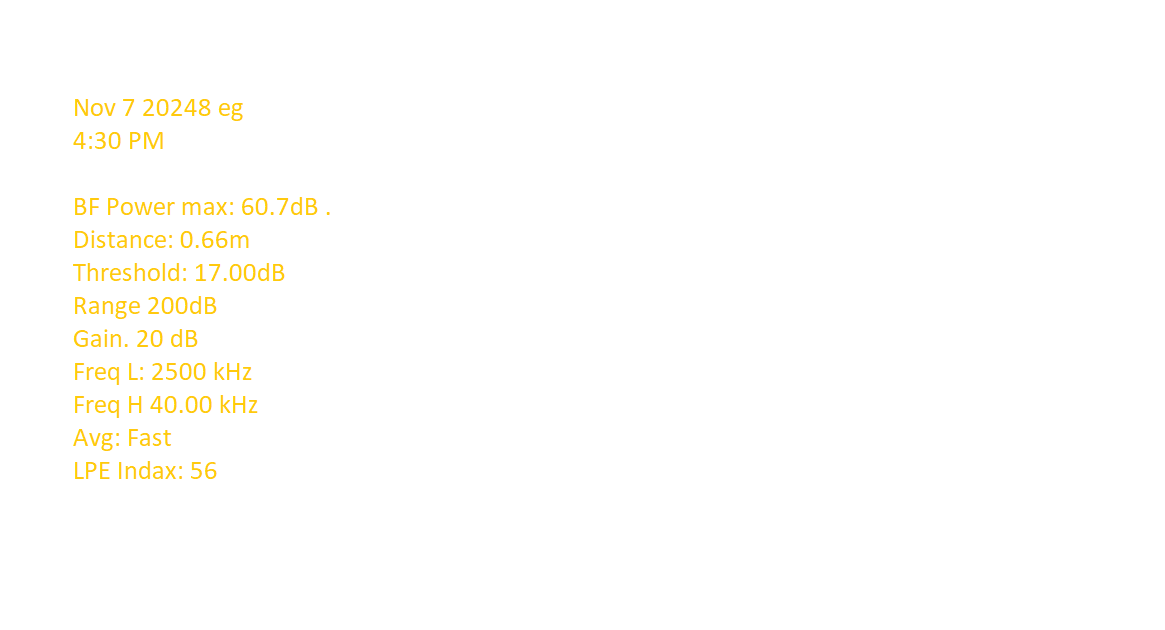 Nov 7 20248 eg
4:30 PM
BF Power max: 60.7dB .
Distance: 0.66m
Threshold: 17.00dB
Range 200dB
Gain. 20 dB
Freq L: 2500 kHz
Freq H 40.00 kHz
Avg: Fast
LPE Indax: 56